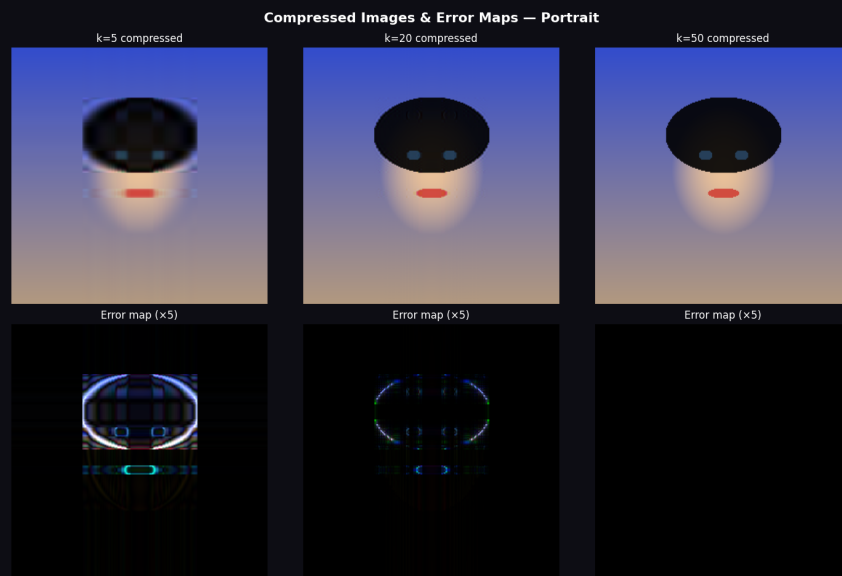 Compressed Images & Error Maps — Portrait
k=5 compressed
k=20 compressed
k=50 compressed
Error map (×5)
Error map (×5)
Error map (×5)